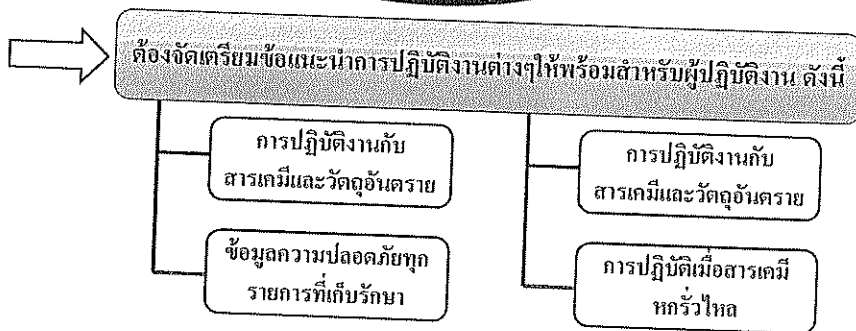 ต้องจัดเตรียมข้อแนะนำการปฏิบัติงานต่างๆให้พร้อมสำหรับผู้ปฏิบัติงาน ดังนี้
การปฏิบัติงานกับ
สารเคมีและวัตถุอันตราย
ข้อมูลความปลอดภัยทุก
รายการที่เก็บรักษา
การปฏิบัติงานกับ
สารเคมีและวัตถุอันตราย
การปฏิบัติเมื่อสารเคมี
หกรั่วไหล